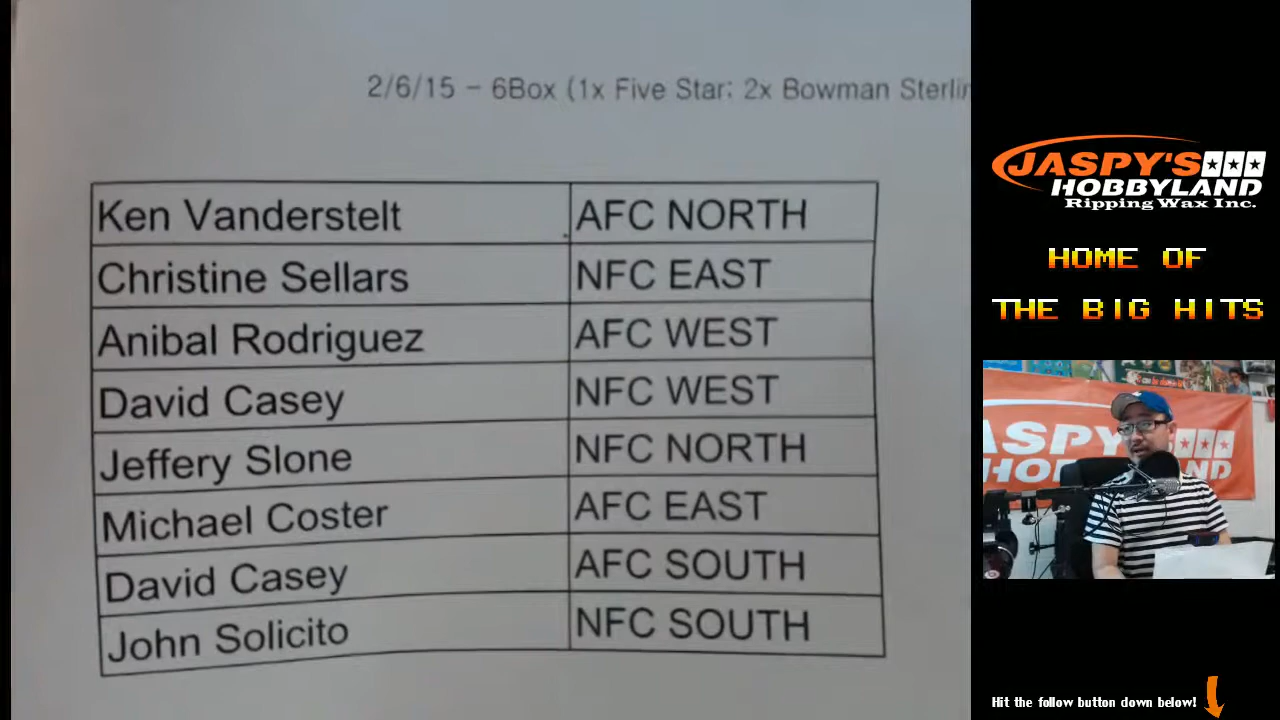 2/6/15 - 6Box (1x Five Star: 2x Bowman
Ken Vanderstelt AFC NORTH
Christine Sellars NFC EAST
Anibal Rodriguez AFC WEST
David Casey NFC WEST
Jeffery Slone NFC NORTH
Michael Coster AFC EAST
David Casey AFC SOUTH
John Solicito NFC SOUTH
JASPY'S
HOBBYLAND
Ripping Wax Inc.
HOME OF
THE BIG HITS
Hit the follow button down below!